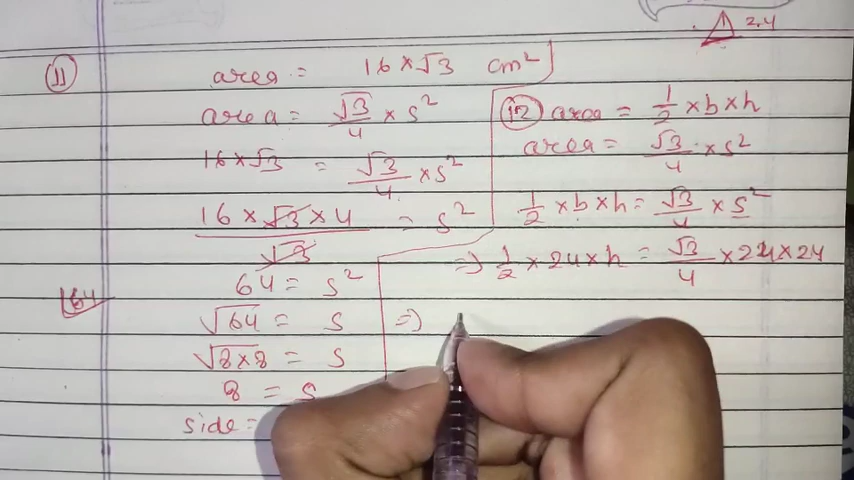 2.4
(11) area = 16×√3 cm²
area = √3/4 × s²
16×√3 = √3/4 × s²
16 × √3 × 4 / √3 = s²
64 = s²
64
√64 = s
√8×8 = s
8 = s
side =
(12) area = 1/2 × b × h
area = √3/4 × s²
1/2 × b × h = √3/4 × s²
=) 1/2 × 24 × h = √3/4 × 24 × 24
=)